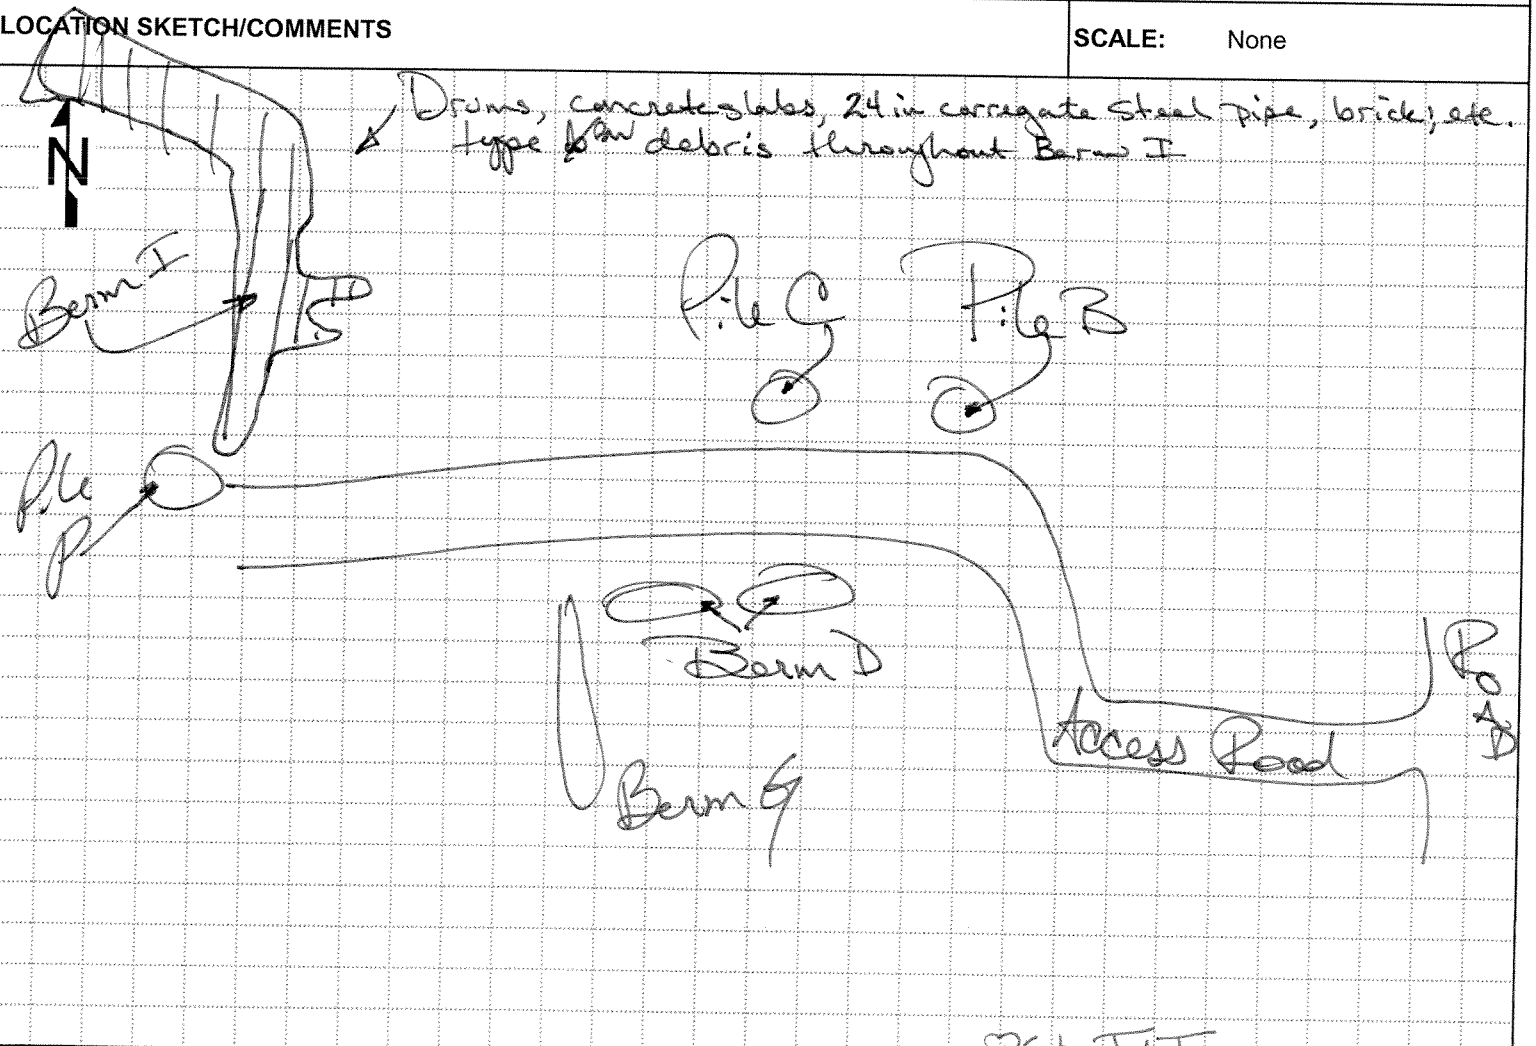 LOCATION SKETCH/COMMENTS
SCALE: None
Drums, concrete slabs, 24 in corregate steel pipe, brick, etc.
type debris throughout Berm I
N
Berm I
Pile C
Pile B
Pile
P
Berm D
ROAD
Access Road
Berm G